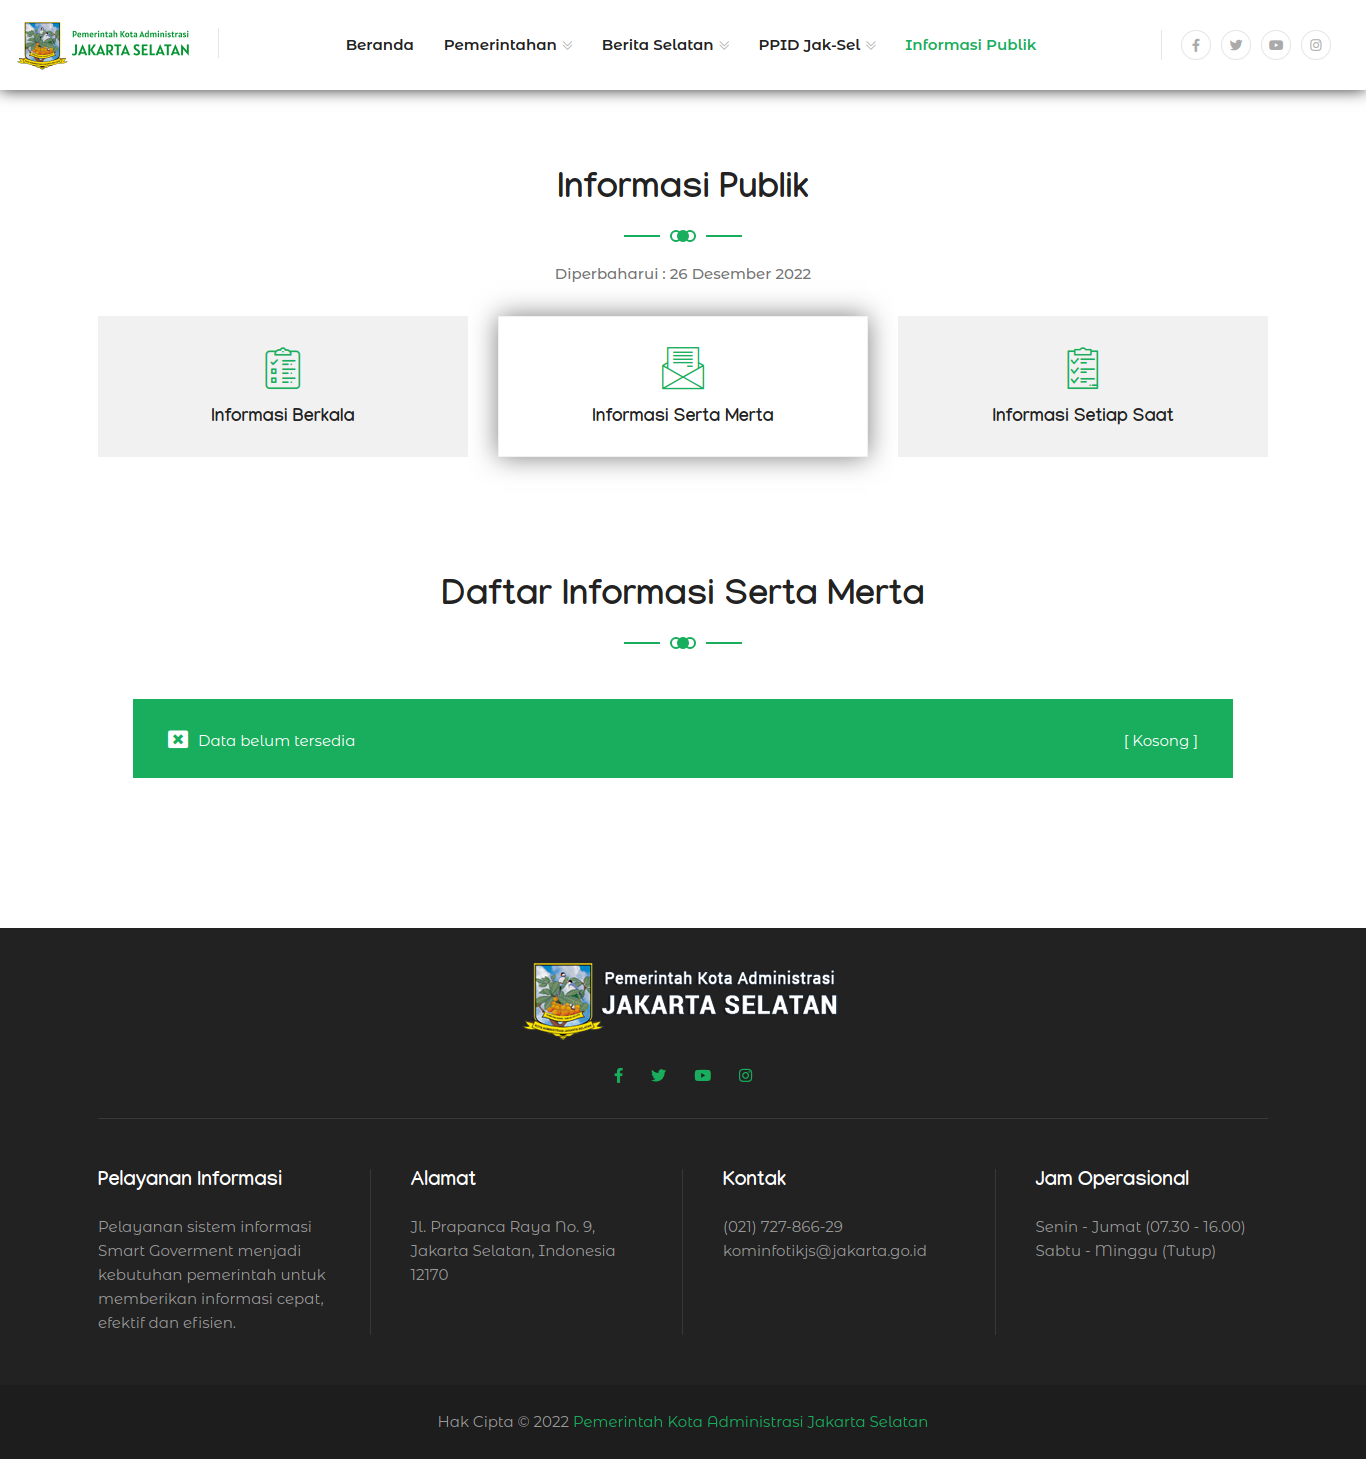 Pemerintah Kota Administrasi
JAKARTA SELATAN
Beranda
Pemerintahan
Berita Selatan
PPID Jak-Sel
Informasi Publik
Informasi Publik
Diperbaharui : 26 Desember 2022
Informasi Berkala
Informasi Serta Merta
Informasi Setiap Saat
Daftar Informasi Serta Merta
Data belum tersedia
[ Kosong ]
Pemerintah Kota Administrasi
JAKARTA SELATAN
Pelayanan Informasi
Pelayanan sistem informasi
Smart Goverment menjadi
kebutuhan pemerintah untuk
memberikan informasi cepat,
efektif dan efisien.
Alamat
Jl. Prapanca Raya No. 9,
Jakarta Selatan, Indonesia
12170
Kontak
(021) 727-866-29
kominfotikjs@jakarta.go.id
Jam Operasional
Senin - Jumat (07.30 - 16.00)
Sabtu - Minggu (Tutup)
Hak Cipta © 2022 Pemerintah Kota Administrasi Jakarta Selatan